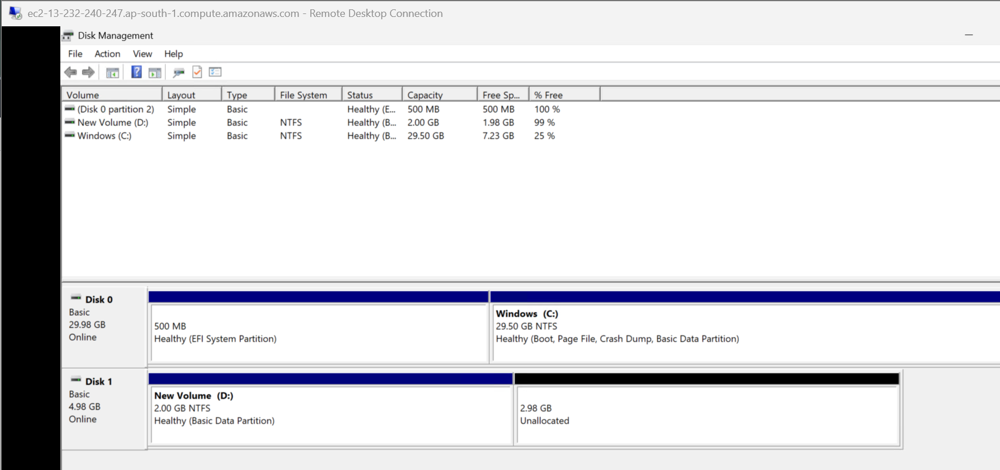 ec2-13-232-240-247.ap-south-1.compute.amazonaws.com - Remote Desktop Connection
Disk Management
File Action View Help
Volume Layout Type File System Status Capacity Free Sp... % Free
(Disk 0 partition 2) Simple Basic Healthy (E... 500 MB 500 MB 100 %
New Volume (D:) Simple Basic NTFS Healthy (B... 2.00 GB 1.98 GB 99 %
Windows (C:) Simple Basic NTFS Healthy (B... 29.50 GB 7.23 GB 25 %
Disk 0
Basic
29.98 GB
Online
500 MB
Healthy (EFI System Partition)
Windows (C:)
29.50 GB NTFS
Healthy (Boot, Page File, Crash Dump, Basic Data Partition)
Disk 1
Basic
4.98 GB
Online
New Volume (D:)
2.00 GB NTFS
Healthy (Basic Data Partition)
2.98 GB
Unallocated